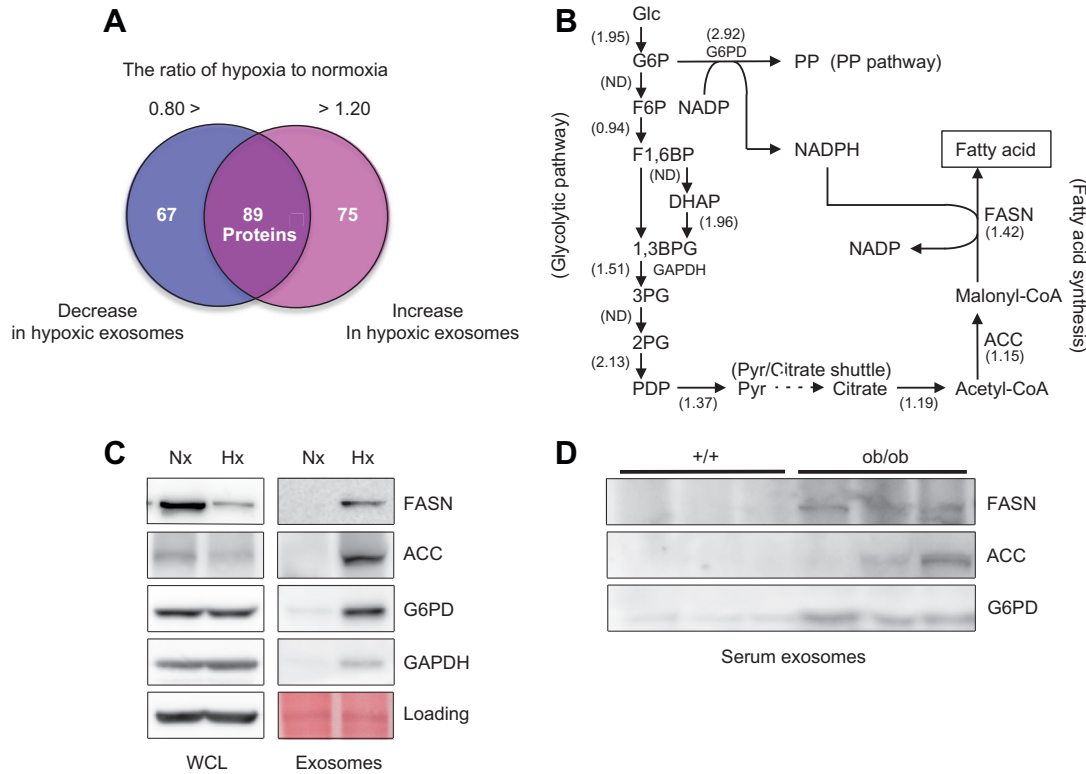 A
The ratio of hypoxia to normoxia
0.80 >
> 1.20
67
89
Proteins
75
Decrease
in hypoxic exosomes
Increase
In hypoxic exosomes
B
(Glycolytic pathway)
Glc
(1.95)
(2.92)
G6PD
G6P
PP (PP pathway)
(ND)
NADP
F6P
(0.94)
F1,6BP
NADPH
Fatty acid
(ND)
DHAP
(1.96)
FASN
(1.42)
NADP
1,3BPG
(1.51)
GAPDH
3PG
Malonyl-CoA
(ND)
2PG
ACC
(1.15)
(2.13)
(Pyr/Citrate shuttle)
PDP
(1.37)
Pyr
Citrate
(1.19)
Acetyl-CoA
(Fatty acid synthesis)
C
Nx Hx Nx Hx
FASN
ACC
G6PD
GAPDH
Loading
WCL Exosomes
D
+/+ ob/ob
FASN
ACC
G6PD
Serum exosomes